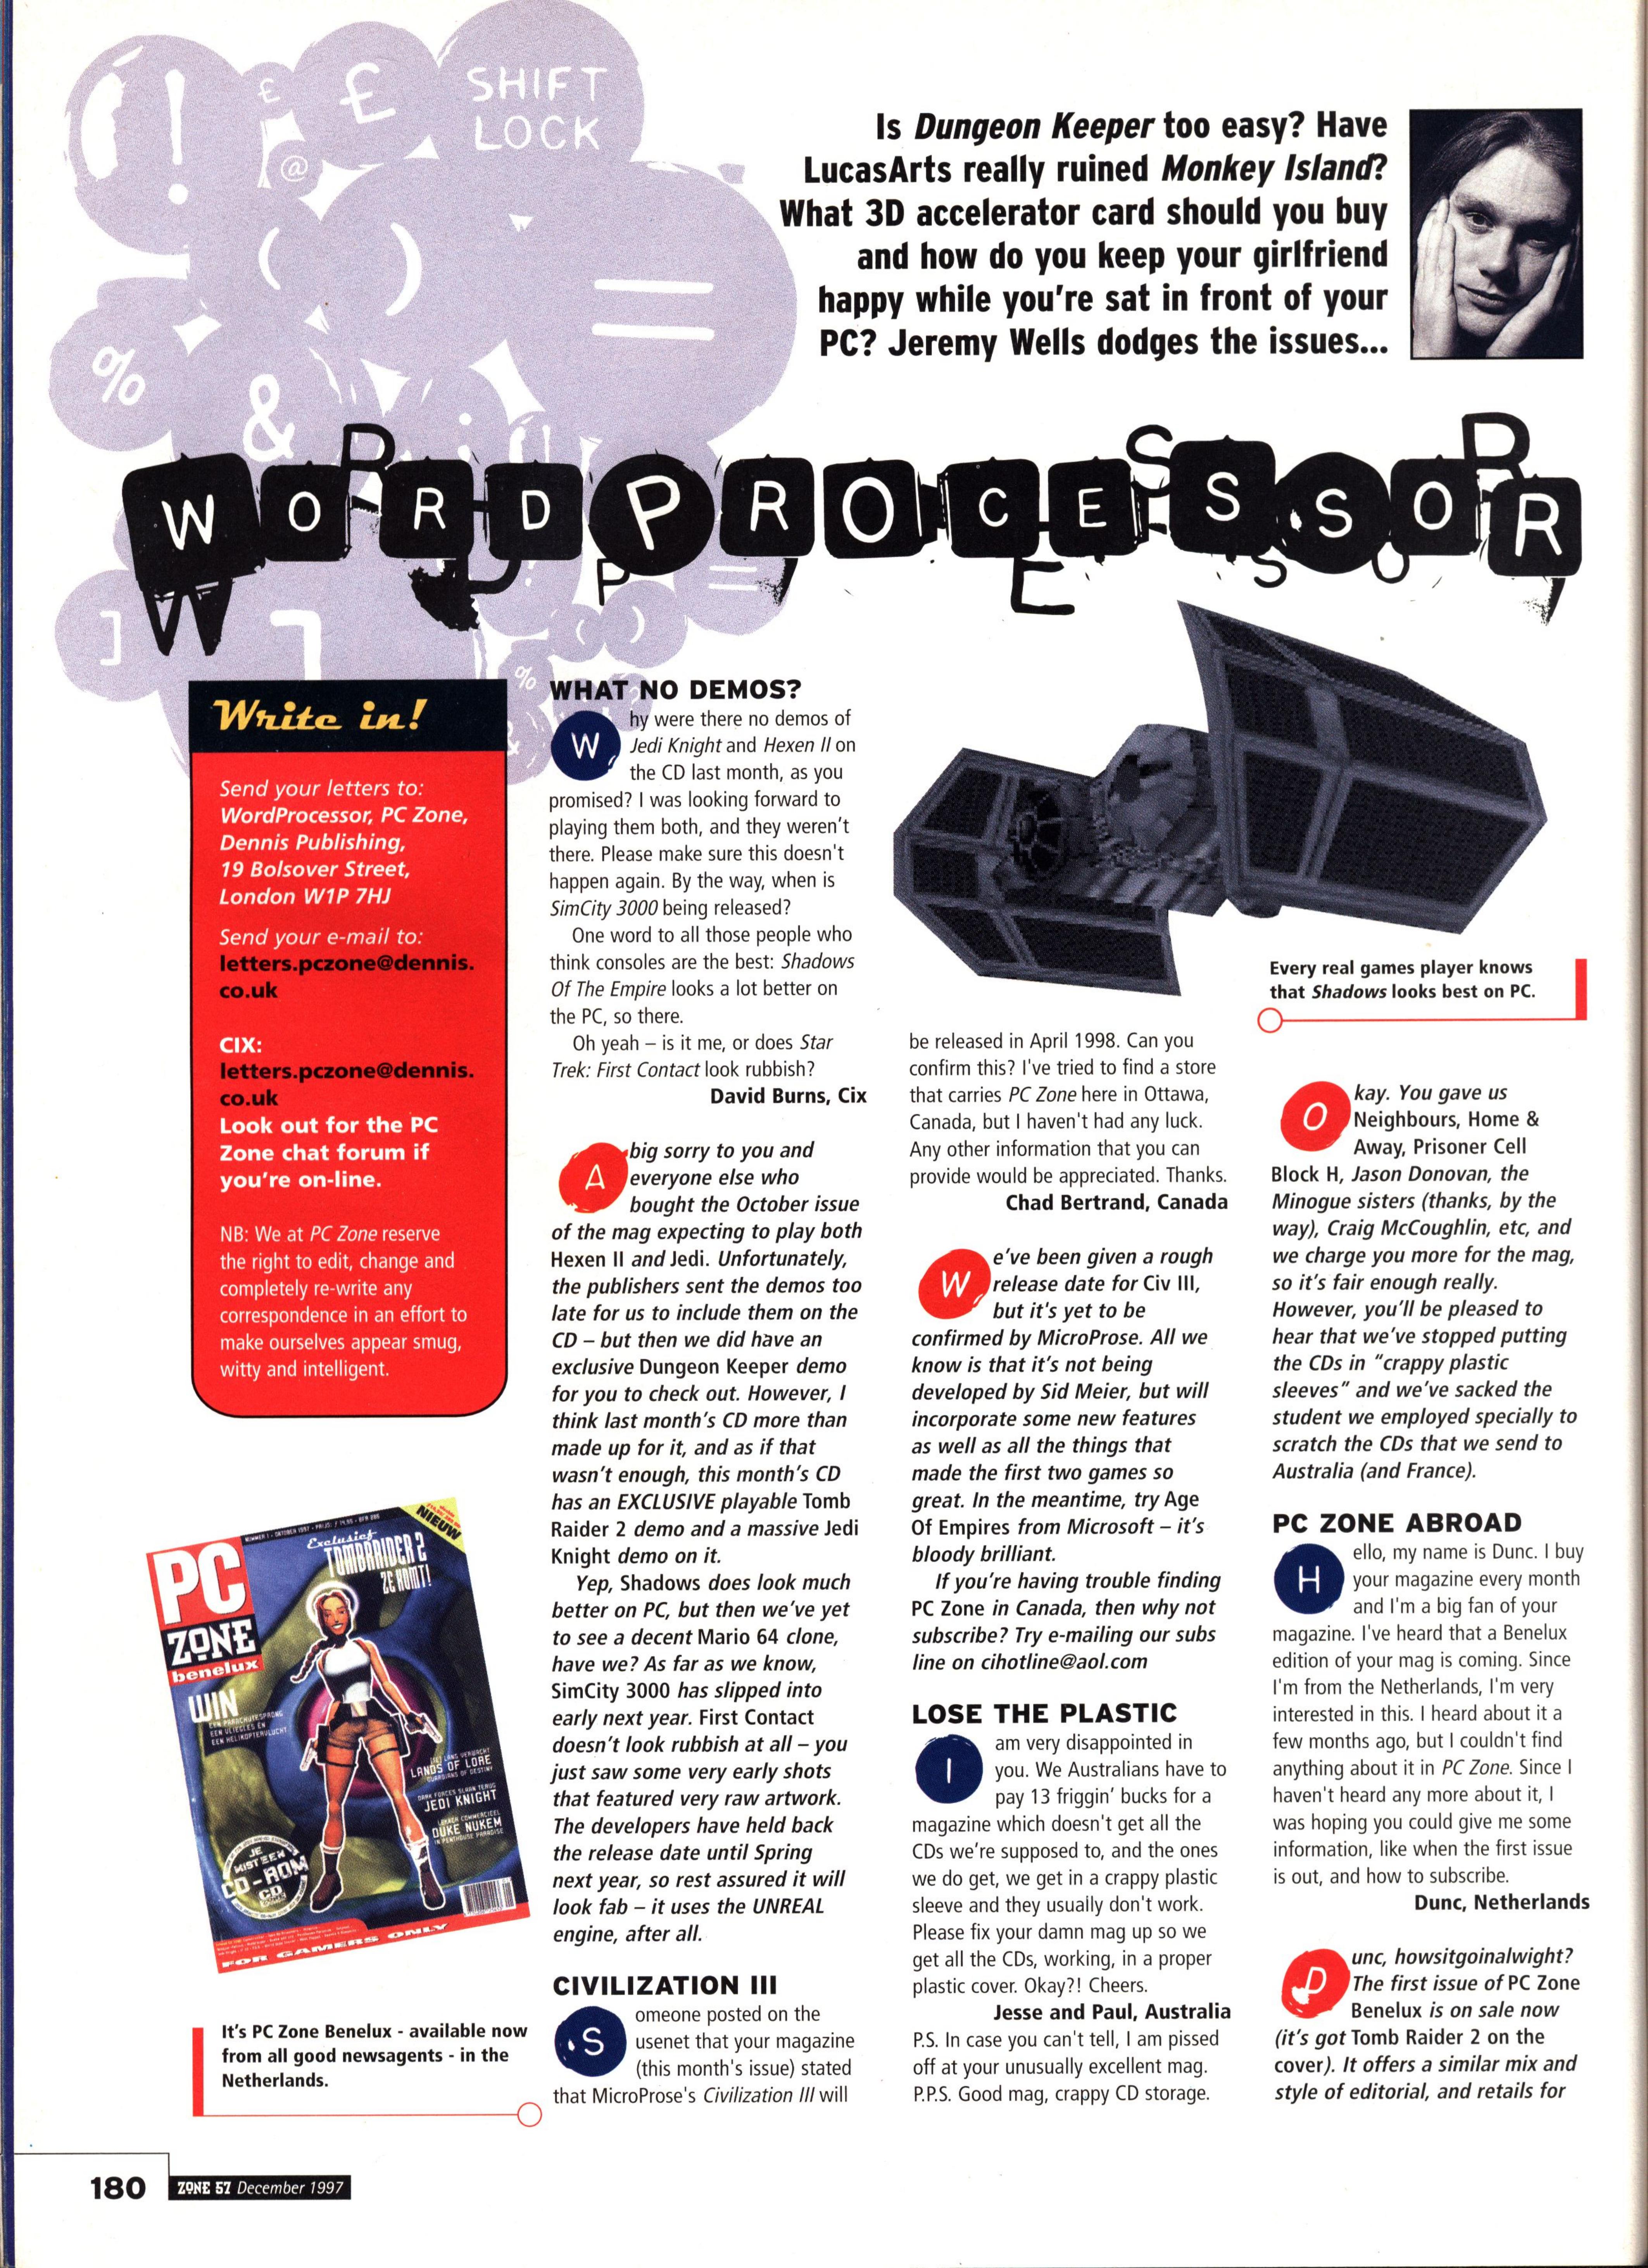 SHIFT
LOCK
! £ £ @
( ) =
% &
Is Dungeon Keeper too easy? Have
LucasArts really ruined Monkey Island?
What 3D accelerator card should you buy
and how do you keep your girlfriend
happy while you're sat in front of your
PC? Jeremy Wells dodges the issues...
WORDPROCESSOR
Write in!
Send your letters to:
WordProcessor, PC Zone,
Dennis Publishing,
19 Bolsover Street,
London W1P 7HJ
Send your e-mail to:
letters.pczone@dennis.
co.uk
CIX:
letters.pczone@dennis.
co.uk
Look out for the PC
Zone chat forum if
you're on-line.
NB: We at PC Zone reserve
the right to edit, change and
completely re-write any
correspondence in an effort to
make ourselves appear smug,
witty and intelligent.
NUMMER 1 • OKTOBER 1997
NIEUW
Exclusief
TOMBRAIDER 2
ZE KOMT!
PC
ZONE
benelux
WIN
EEN PARACHUTESPRONG
EEN VLIEGLES EN
EEN HELIKOPTERVLUCHT
LANDS OF LORE
GUARDIANS OF DESTINY
DARK FORCES SLAAN TERUG
JEDI KNIGHT
LEKKER COMMERCIEEL
DUKE NUKEM
IN PENTHOUSE PARADISE
JE
MIST EEN
CD-ROM
FOR GAMERS ONLY
It's PC Zone Benelux - available now
from all good newsagents - in the
Netherlands.
WHAT NO DEMOS?
Why were there no demos of
Jedi Knight and Hexen II on
the CD last month, as you
promised? I was looking forward to
playing them both, and they weren't
there. Please make sure this doesn't
happen again. By the way, when is
SimCity 3000 being released?
One word to all those people who
think consoles are the best: Shadows
Of The Empire looks a lot better on
the PC, so there.
Oh yeah – is it me, or does Star
Trek: First Contact look rubbish?
David Burns, Cix
A big sorry to you and
everyone else who
bought the October issue
of the mag expecting to play both
Hexen II and Jedi. Unfortunately,
the publishers sent the demos too
late for us to include them on the
CD – but then we did have an
exclusive Dungeon Keeper demo
for you to check out. However, I
think last month's CD more than
made up for it, and as if that
wasn't enough, this month's CD
has an EXCLUSIVE playable Tomb
Raider 2 demo and a massive Jedi
Knight demo on it.
Yep, Shadows does look much
better on PC, but then we've yet
to see a decent Mario 64 clone,
have we? As far as we know,
SimCity 3000 has slipped into
early next year. First Contact
doesn't look rubbish at all – you
just saw some very early shots
that featured very raw artwork.
The developers have held back
the release date until Spring
next year, so rest assured it will
look fab – it uses the UNREAL
engine, after all.
CIVILIZATION III
Someone posted on the
usenet that your magazine
(this month's issue) stated
that MicroProse's Civilization III will
Every real games player knows
that Shadows looks best on PC.
be released in April 1998. Can you
confirm this? I've tried to find a store
that carries PC Zone here in Ottawa,
Canada, but I haven't had any luck.
Any other information that you can
provide would be appreciated. Thanks.
Chad Bertrand, Canada
We've been given a rough
release date for Civ III,
but it's yet to be
confirmed by MicroProse. All we
know is that it's not being
developed by Sid Meier, but will
incorporate some new features
as well as all the things that
made the first two games so
great. In the meantime, try Age
Of Empires from Microsoft – it's
bloody brilliant.
If you're having trouble finding
PC Zone in Canada, then why not
subscribe? Try e-mailing our subs
line on cihotline@aol.com
LOSE THE PLASTIC
I am very disappointed in
you. We Australians have to
pay 13 friggin' bucks for a
magazine which doesn't get all the
CDs we're supposed to, and the ones
we do get, we get in a crappy plastic
sleeve and they usually don't work.
Please fix your damn mag up so we
get all the CDs, working, in a proper
plastic cover. Okay?! Cheers.
Jesse and Paul, Australia
P.S. In case you can't tell, I am pissed
off at your unusually excellent mag.
P.P.S. Good mag, crappy CD storage.
Okay. You gave us
Neighbours, Home &
Away, Prisoner Cell
Block H, Jason Donovan, the
Minogue sisters (thanks, by the
way), Craig McCoughlin, etc, and
we charge you more for the mag,
so it's fair enough really.
However, you'll be pleased to
hear that we've stopped putting
the CDs in "crappy plastic
sleeves" and we've sacked the
student we employed specially to
scratch the CDs that we send to
Australia (and France).
PC ZONE ABROAD
Hello, my name is Dunc. I buy
your magazine every month
and I'm a big fan of your
magazine. I've heard that a Benelux
edition of your mag is coming. Since
I'm from the Netherlands, I'm very
interested in this. I heard about it a
few months ago, but I couldn't find
anything about it in PC Zone. Since I
haven't heard any more about it, I
was hoping you could give me some
information, like when the first issue
is out, and how to subscribe.
Dunc, Netherlands
Dunc, howsitgoinalwight?
The first issue of PC Zone
Benelux is on sale now
(it's got Tomb Raider 2 on the
cover). It offers a similar mix and
style of editorial, and retails for
180
ZONE 57 December 1997